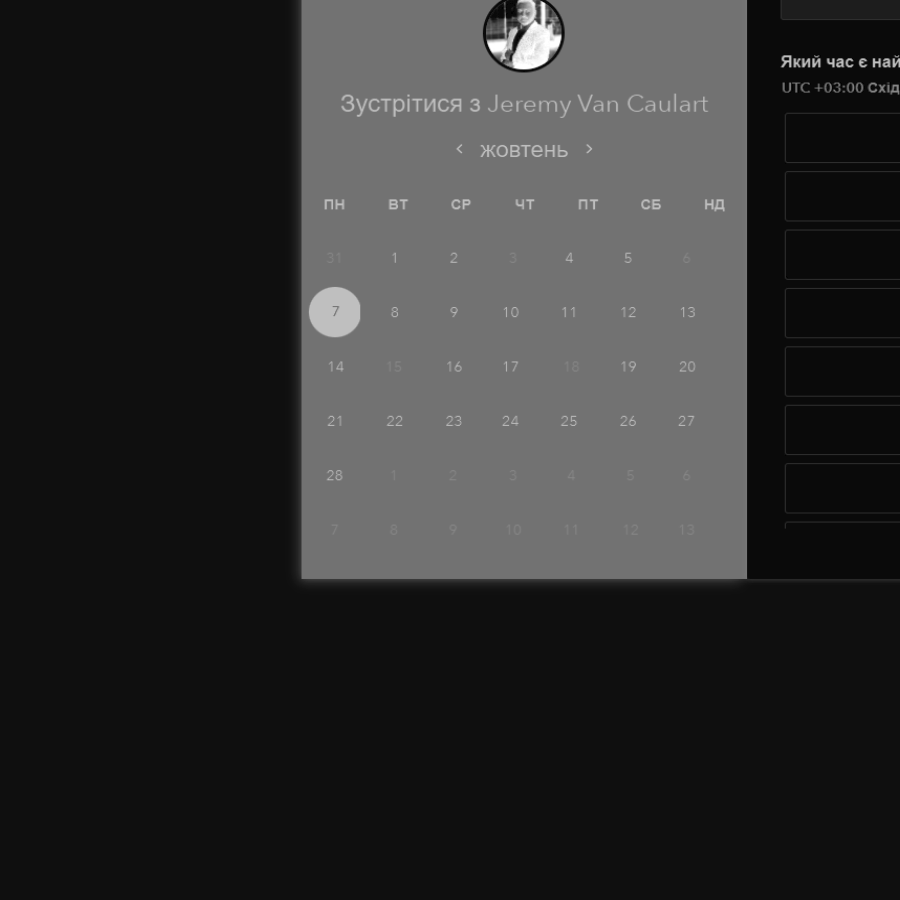 Зустрітися з Jeremy Van Caulart
< жовтень >
ПН ВТ СР ЧТ ПТ СБ НД
31 1 2 3 4 5 6
7 8 9 10 11 12 13
14 15 16 17 18 19 20
21 22 23 24 25 26 27
28 1 2 3 4 5 6
7 8 9 10 11 12 13
Який час є най
UTC +03:00 Схід